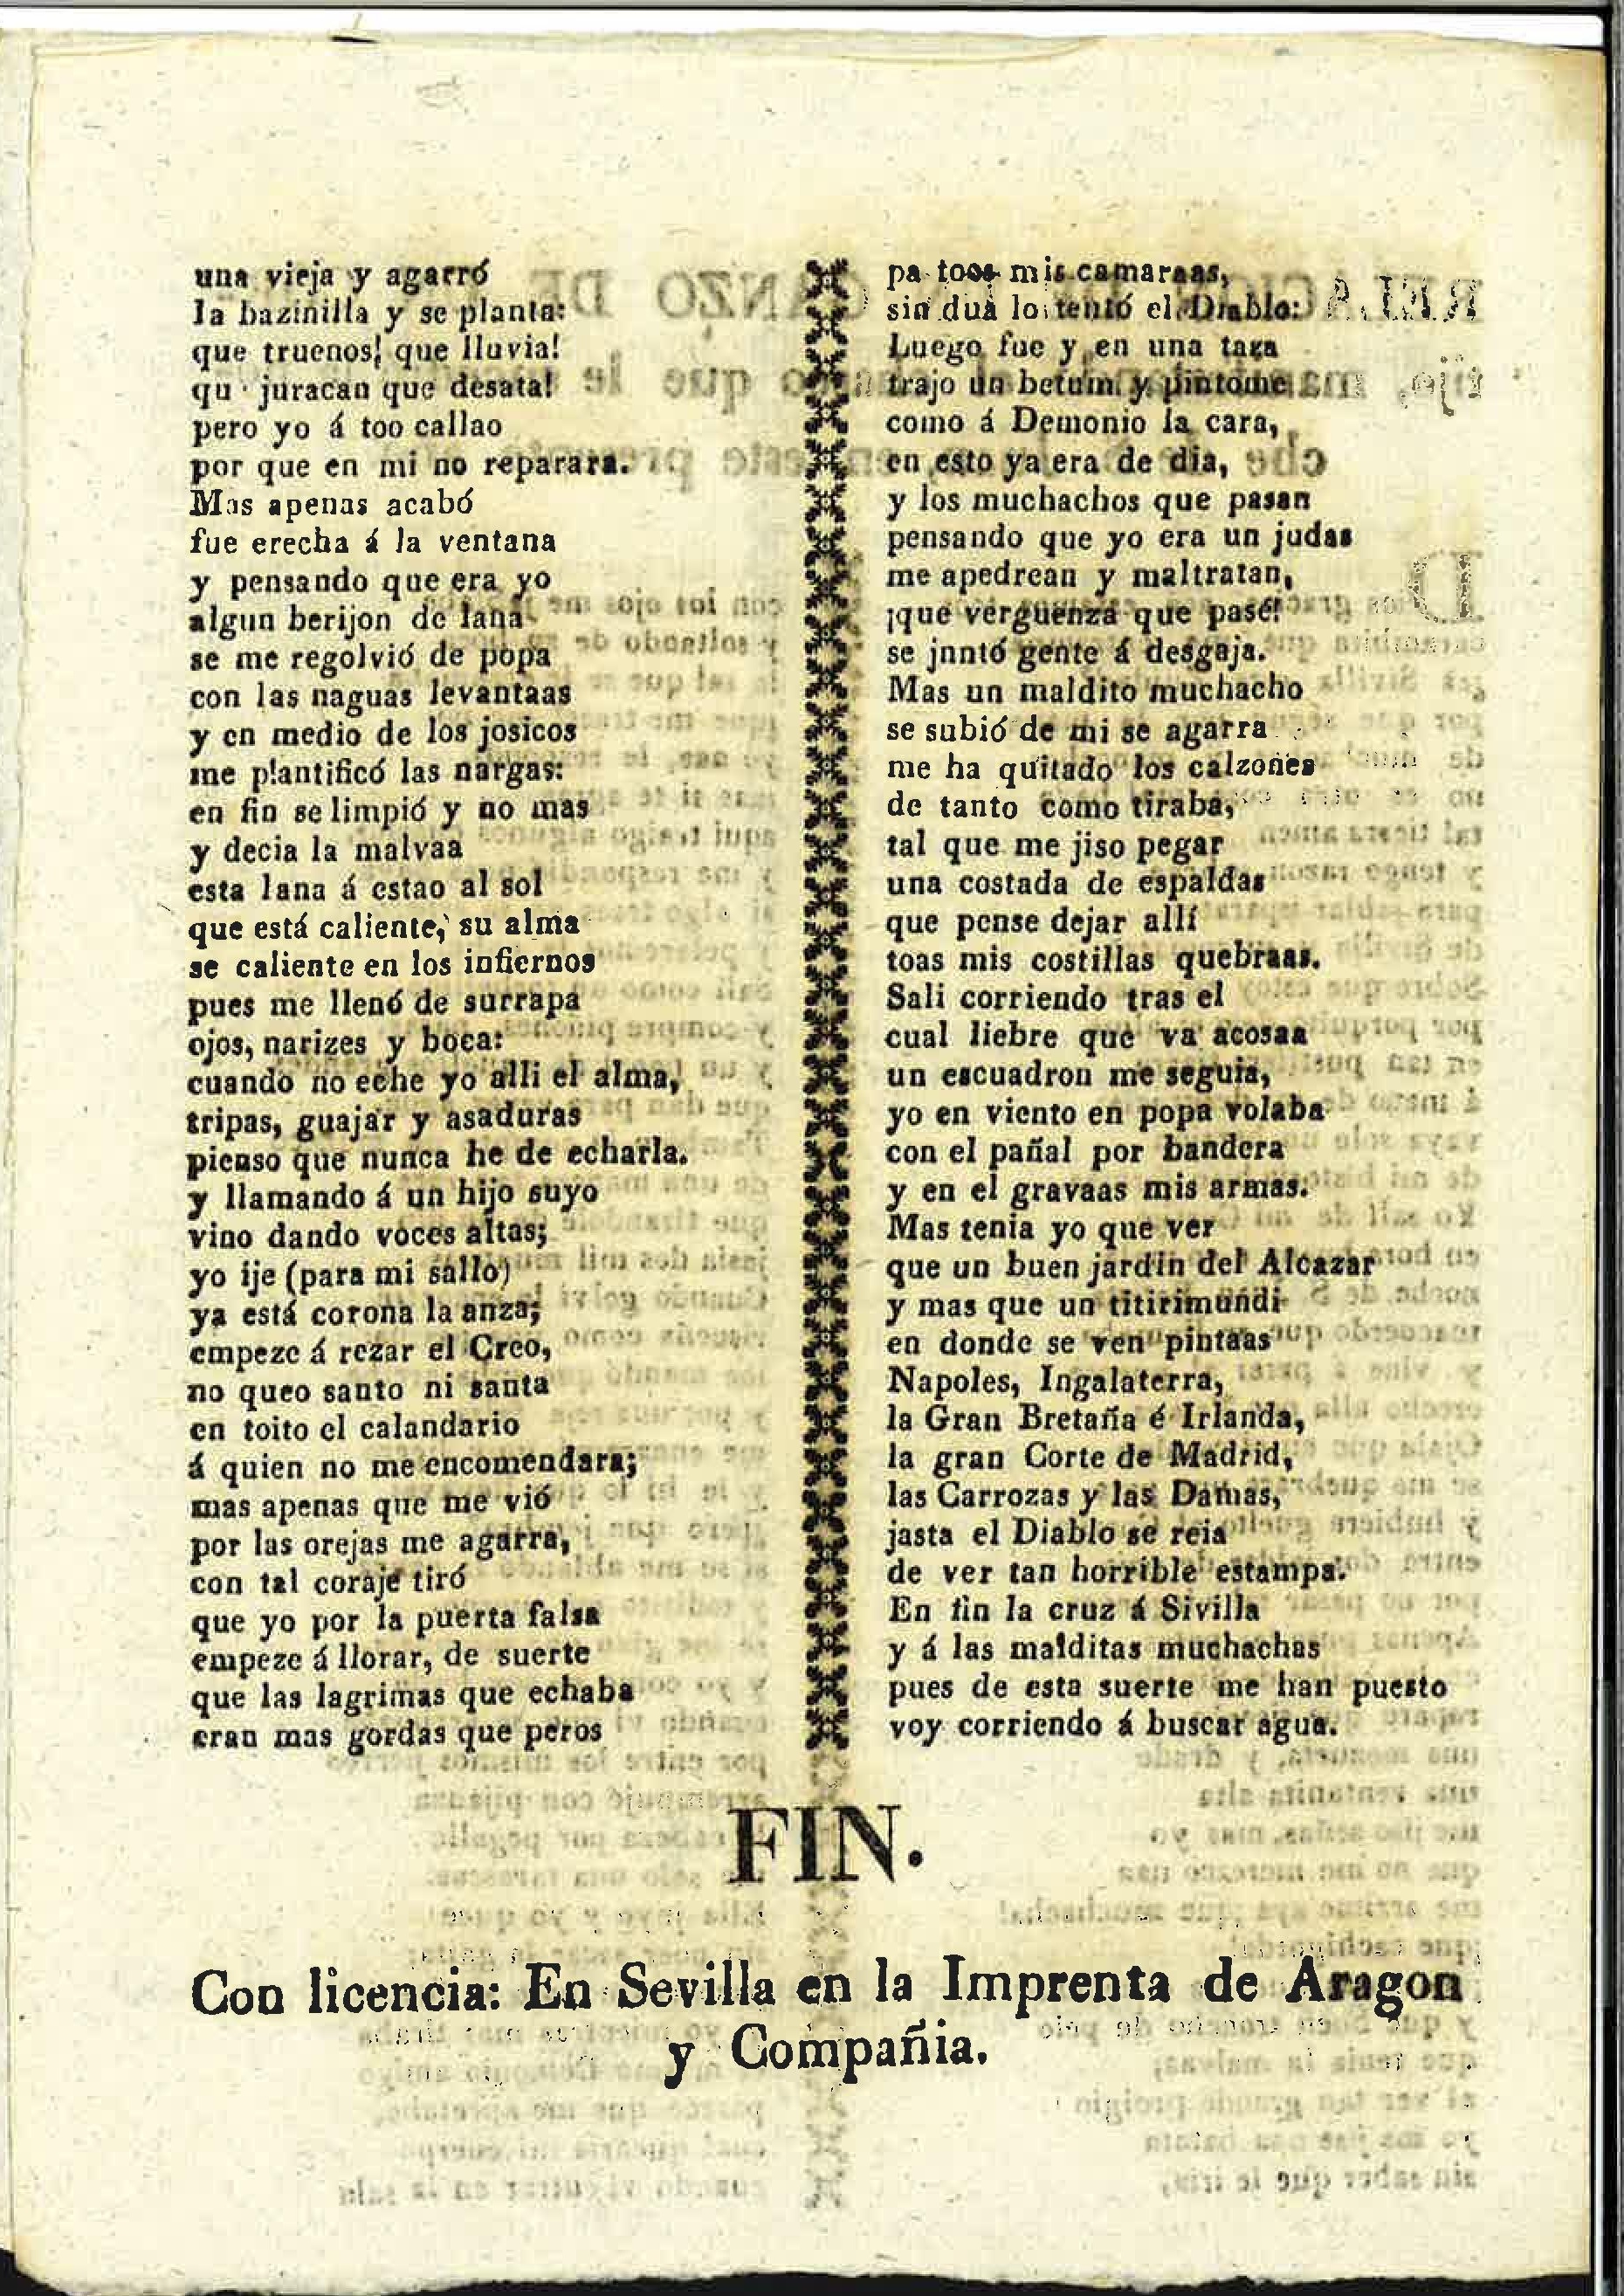 una vieja y agarró
la bazinilla y se planta:
que truenos! que lluvia!
qu juracan que desata!
pero yo á too callao
por que en mi no reparara.
Mas apenas acabó
fue erecha á la ventana
y pensando que era yo
algun berijon de lana
se me regolvió de popa
con las naguas levantaas
y en medio de los josicos
me plantificó las nargas:
en fin se limpió y no mas
y decia la malvaa
esta lana á estao al sol
que está caliente, su alma
se caliente en los infiernos
pues me llenó de surrapa
ojos, narizes y boca:
cuando no eche yo alli el alma,
tripas, guajar y asaduras
pienso que nunca he de echarla.
y llamando á un hijo suyo
vino dando voces altas;
yo ije (para mi sallo)
ya está corona la anza;
empeze á rezar el Creo,
no queo santo ni santa
en toito el calandario
á quien no me encomendara;
mas apenas que me vió
por las orejas me agarra,
con tal coraje tiró
que yo por la puerta falsa
empeze á llorar, de suerte
que las lagrimas que echaba
eran mas gordas que peros
pa toos mis camaraas,
sin dua lo tentó el Diablo:
Luego fue y en una taza
trajo un betum y pintome
como á Demonio la cara,
en esto ya era de dia,
y los muchachos que pasan
pensando que yo era un judas
me apedrean y maltratan,
¡que verguenza que pasé!
se jnntó gente á desgaja.
Mas un maldito muchacho
se subió de mi se agarra
me ha quitado los calzones
de tanto como tiraba,
tal que me jiso pegar
una costada de espaldas
que pense dejar allí
toas mis costillas quebraas.
Sali corriendo tras el
cual liebre que va acosaa
un escuadron me seguia,
yo en viento en popa volaba
con el pañal por bandera
y en el gravaas mis armas.
Mas tenia yo que ver
que un buen jardin del Alcazar
y mas que un titirimundi
en donde se ven pintaas
Napoles, Ingalaterra,
la Gran Bretaña é Irlanda,
la gran Corte de Madrid,
las Carrozas y las Damas,
jasta el Diablo se reia
de ver tan horrible estampa.
En fin la cruz á Sivilla
y á las malditas muchachas
pues de esta suerte me han puesto
voy corriendo á buscar agua.
FIN.
Con licencia: En Sevilla en la Imprenta de Aragon
y Compañia.